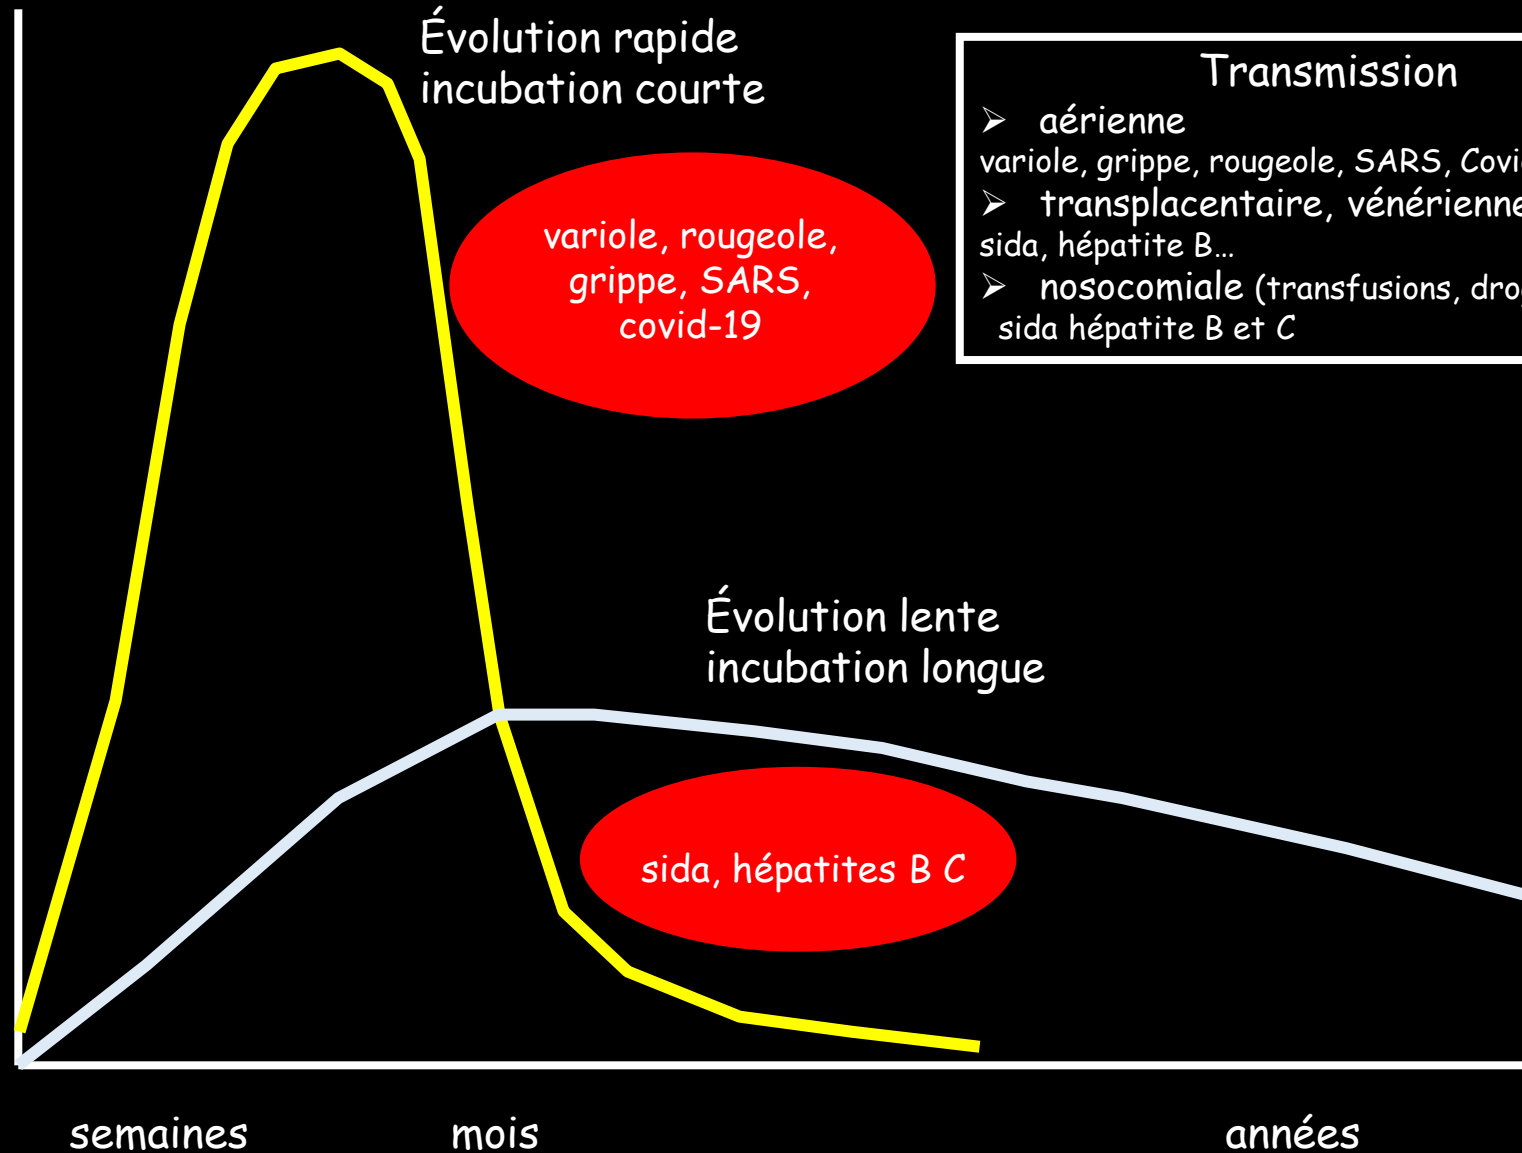 Évolution rapide
incubation courte
variole, rougeole,
grippe, SARS,
covid-19
Transmission
➢ aérienne
variole, grippe, rougeole, SARS,
➢ transplacentaire, vénérienne
sida, hépatite B…
➢ nosocomiale (transfusions,
sida hépatite B et C
Évolution lente
incubation longue
sida, hépatites B C
semaines mois années